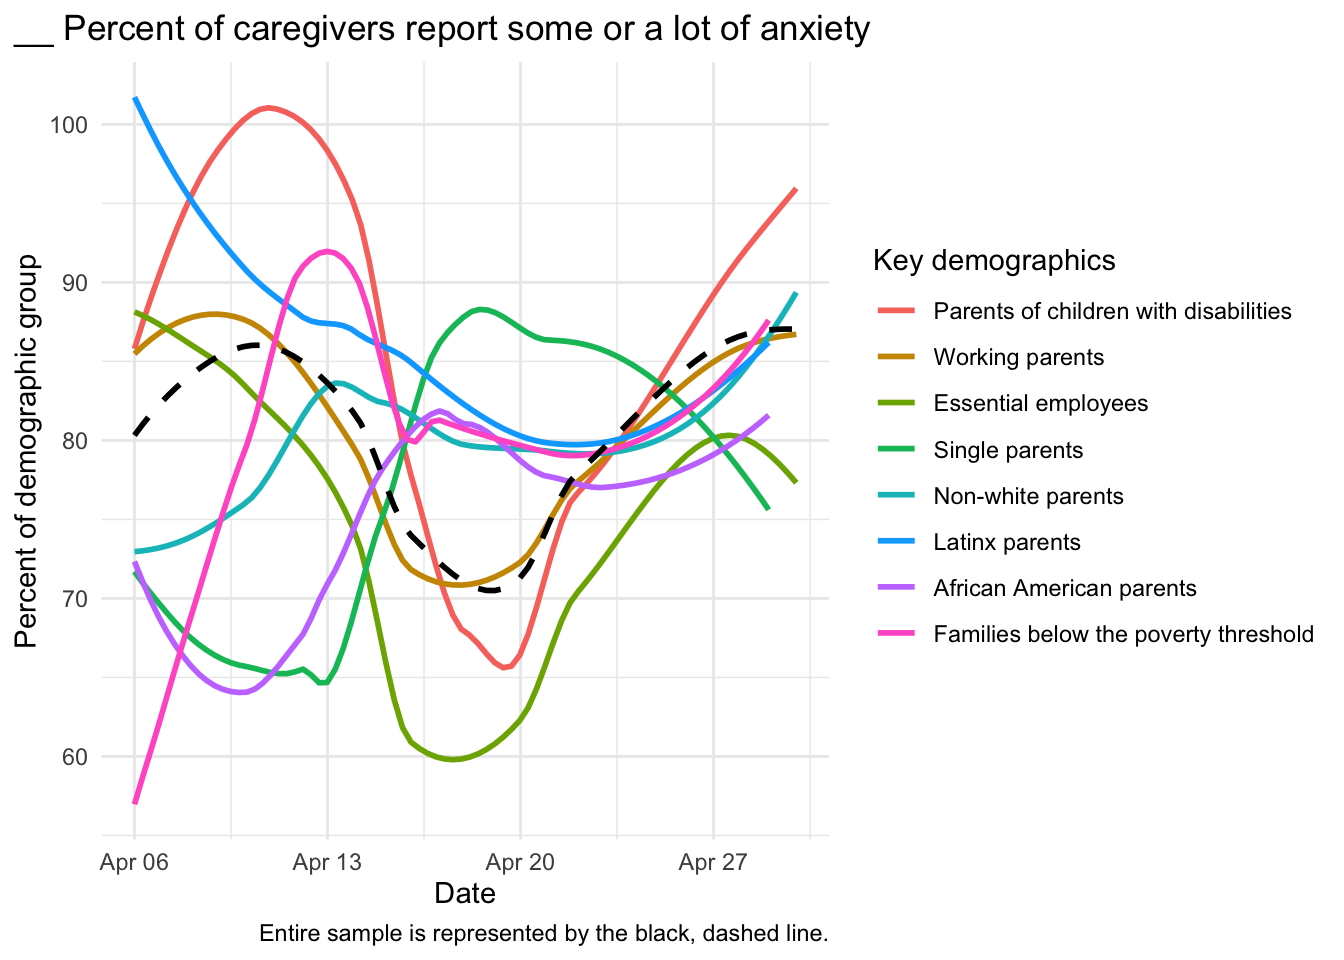 __ Percent of caregivers report some or a lot of anxiety
Percent of demographic group
100
90
80
70
60
Apr 06
Apr 13
Apr 20
Apr 27
Date
Key demographics
Parents of children with disabilities
Working parents
Essential employees
Single parents
Non-white parents
Latinx parents
African American parents
Families below the poverty threshold
Entire sample is represented by the black, dashed line.